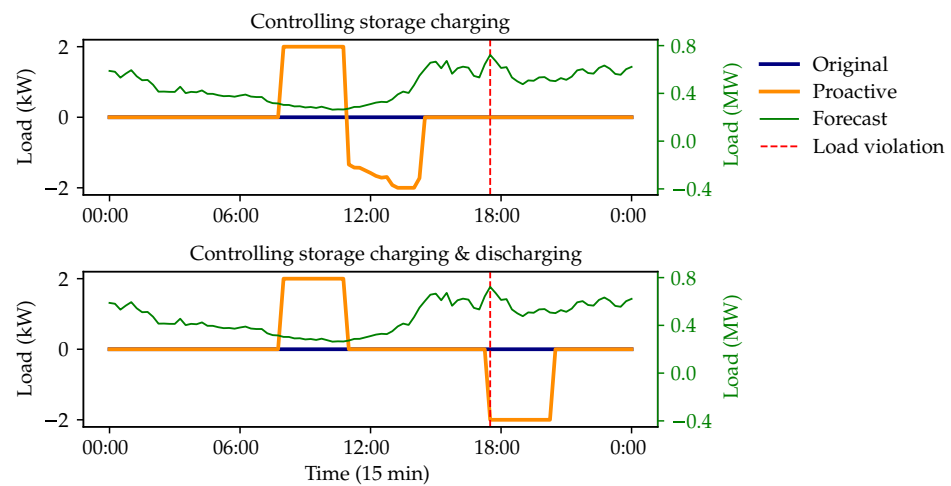 Controlling storage charging
Load (kW)
2
0
−2
0.8
0.4
0.0
−0.4
Load (MW)
00:00 06:00 12:00 18:00 0:00
Original
Proactive
Forecast
Load violation
Controlling storage charging & discharging
Load (kW)
2
0
−2
0.8
0.4
0.0
−0.4
Load (MW)
00:00 06:00 12:00 18:00 0:00
Time (15 min)